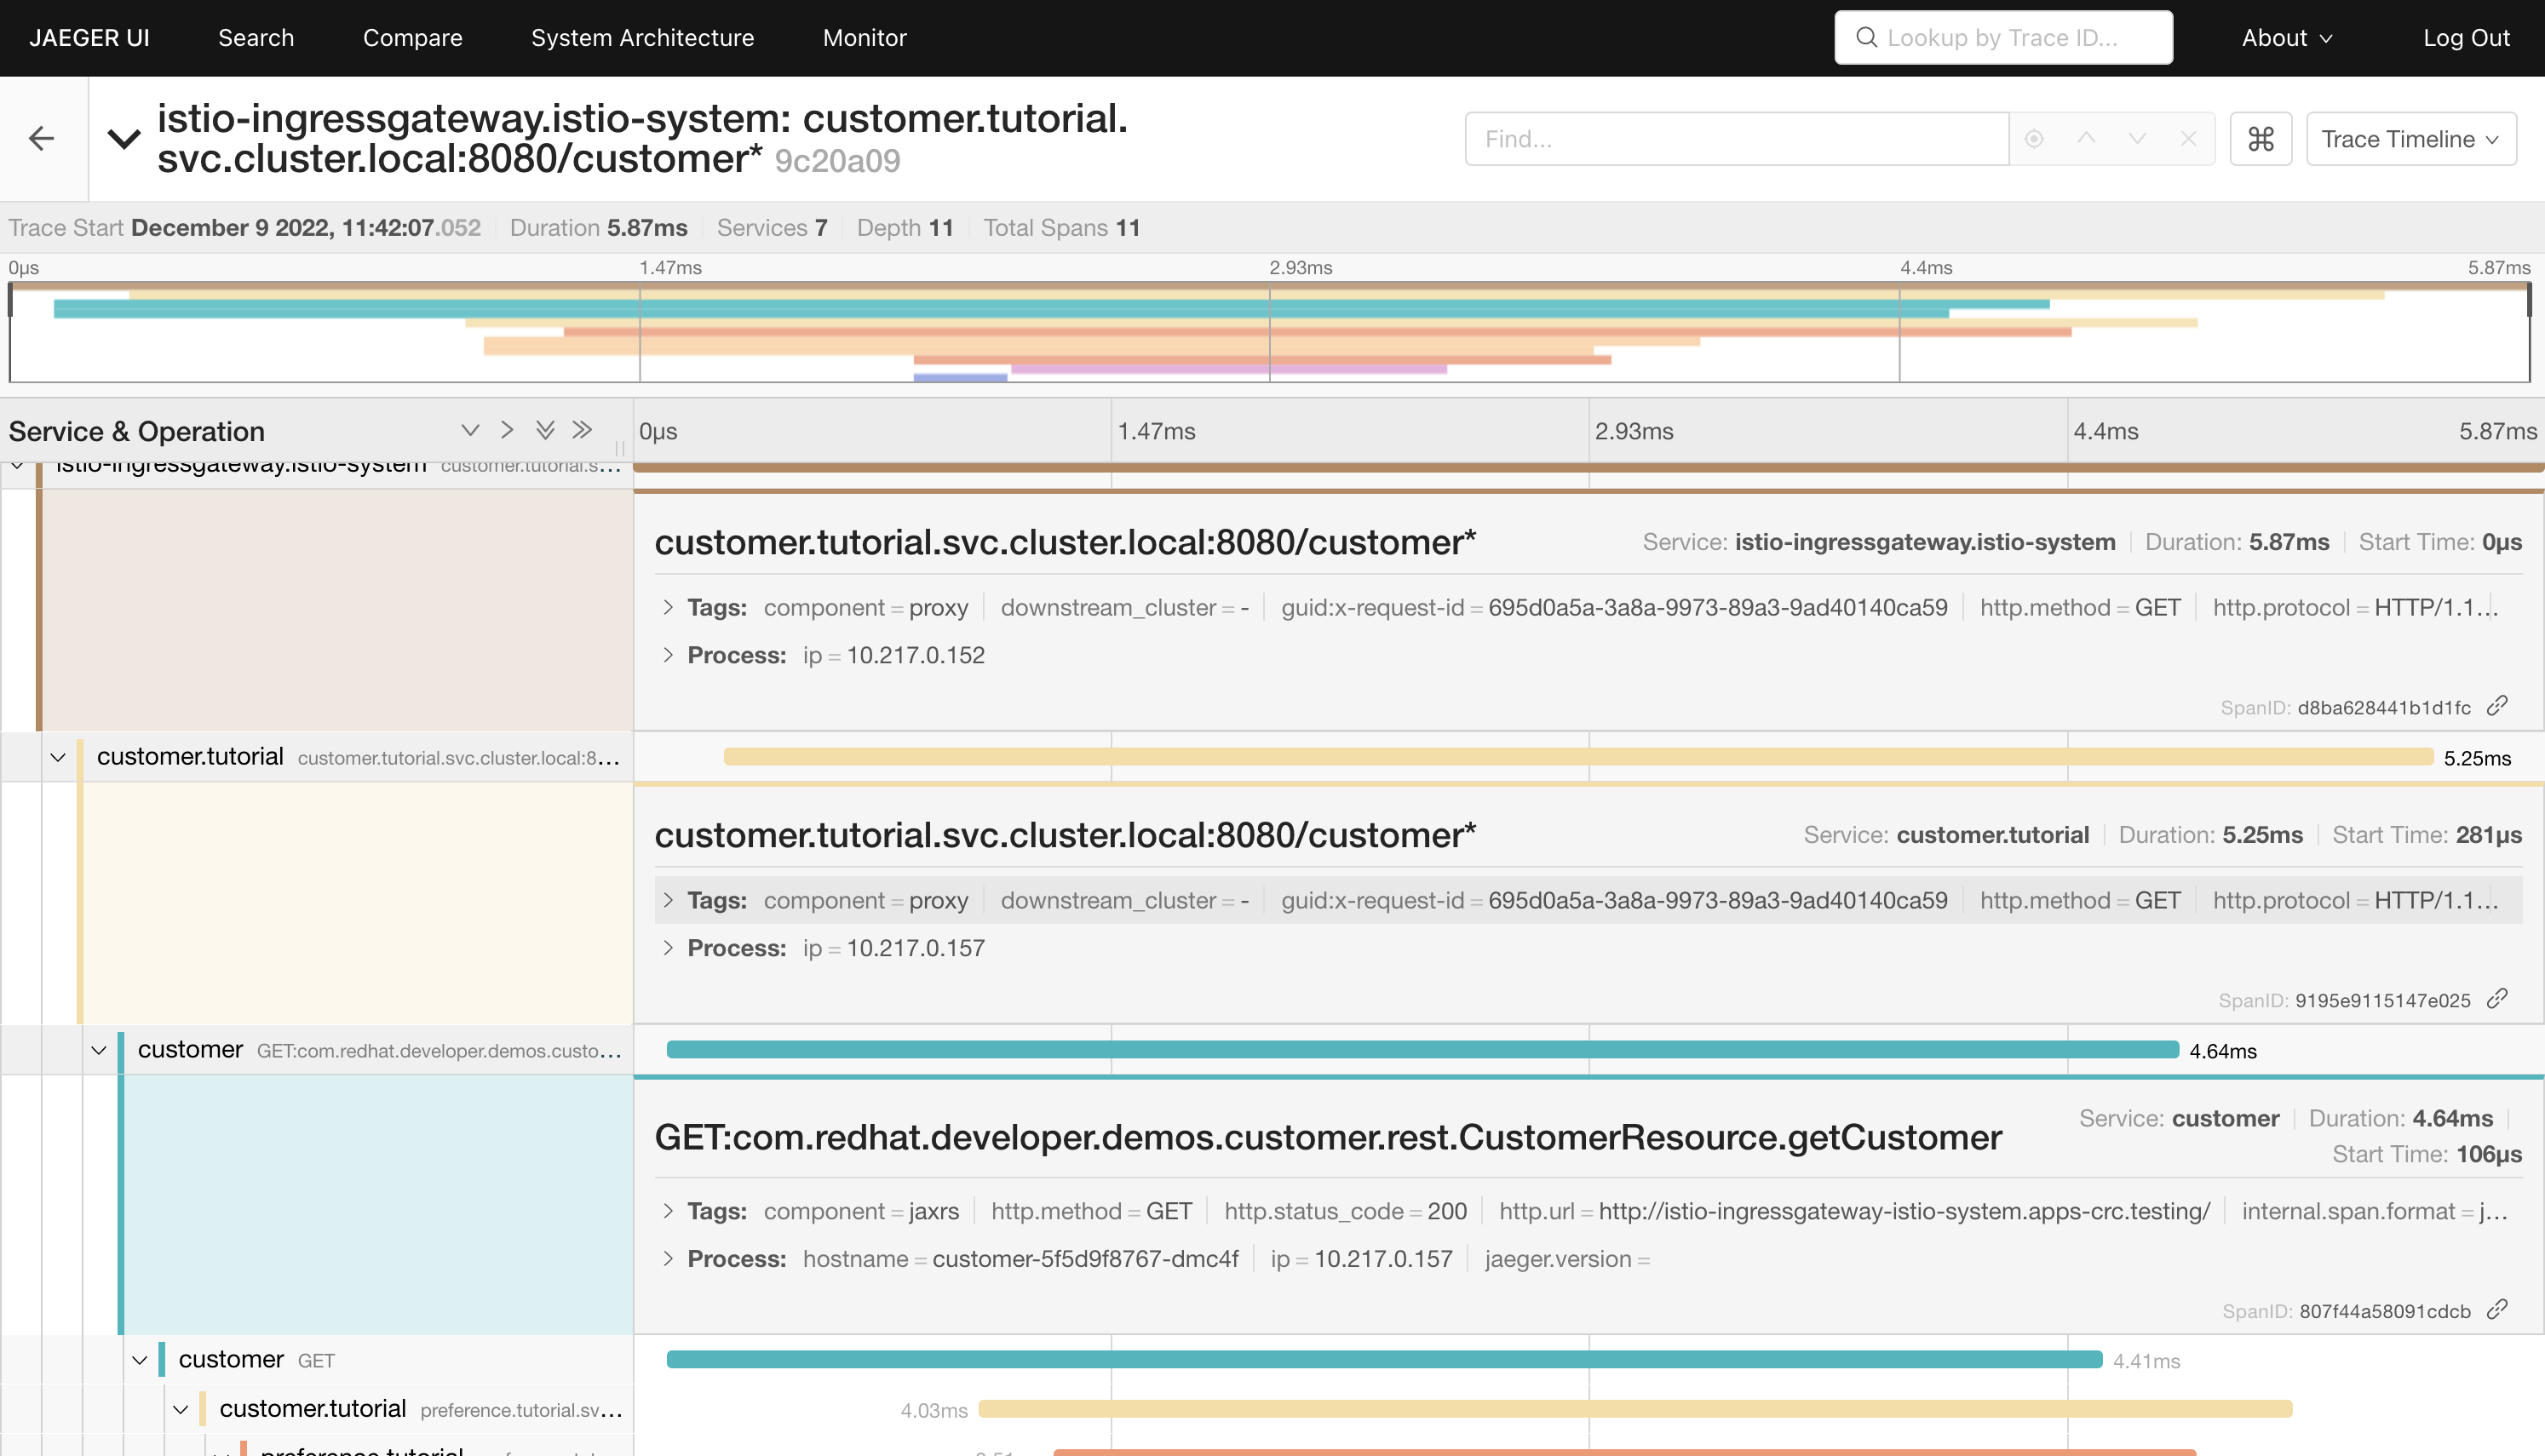 JAEGER UI Search Compare System Architecture Monitor Lookup by Trace ID... About Log Out
istio-ingressgateway.istio-system: customer.tutorial.
svc.cluster.local:8080/customer* 9c20a09
Find...
Trace Timeline
Trace Start December 9 2022, 11:42:07.052 Duration 5.87ms Services 7 Depth 11 Total Spans 11
0μs 1.47ms 2.93ms 4.4ms 5.87ms
Service & Operation 0μs 1.47ms 2.93ms 4.4ms 5.87ms
istio-ingressgateway.istio-system customer.tutorial.s...
customer.tutorial.svc.cluster.local:8080/customer* Service: istio-ingressgateway.istio-system Duration: 5.87ms Start Time: 0μs
Tags: component = proxy downstream_cluster = - guid:x-request-id = 695d0a5a-3a8a-9973-89a3-9ad40140ca59 http.method = GET http.protocol = HTTP/1.1...
Process: ip = 10.217.0.152
SpanID: d8ba628441b1d1fc
customer.tutorial customer.tutorial.svc.cluster.local:8... 5.25ms
customer.tutorial.svc.cluster.local:8080/customer* Service: customer.tutorial Duration: 5.25ms Start Time: 281μs
Tags: component = proxy downstream_cluster = - guid:x-request-id = 695d0a5a-3a8a-9973-89a3-9ad40140ca59 http.method = GET http.protocol = HTTP/1.1...
Process: ip = 10.217.0.157
SpanID: 9195e9115147e025
customer GET:com.redhat.developer.demos.custo... 4.64ms
GET:com.redhat.developer.demos.customer.rest.CustomerResource.getCustomer Service: customer Duration: 4.64ms
Start Time: 106μs
Tags: component = jaxrs http.method = GET http.status_code = 200 http.url = http://istio-ingressgateway-istio-system.apps-crc.testing/ internal.span.format = j...
Process: hostname = customer-5f5d9f8767-dmc4f ip = 10.217.0.157 jaeger.version =
SpanID: 807f44a58091cdcb
customer GET 4.41ms
customer.tutorial preference.tutorial.sv... 4.03ms
preference.tutorial